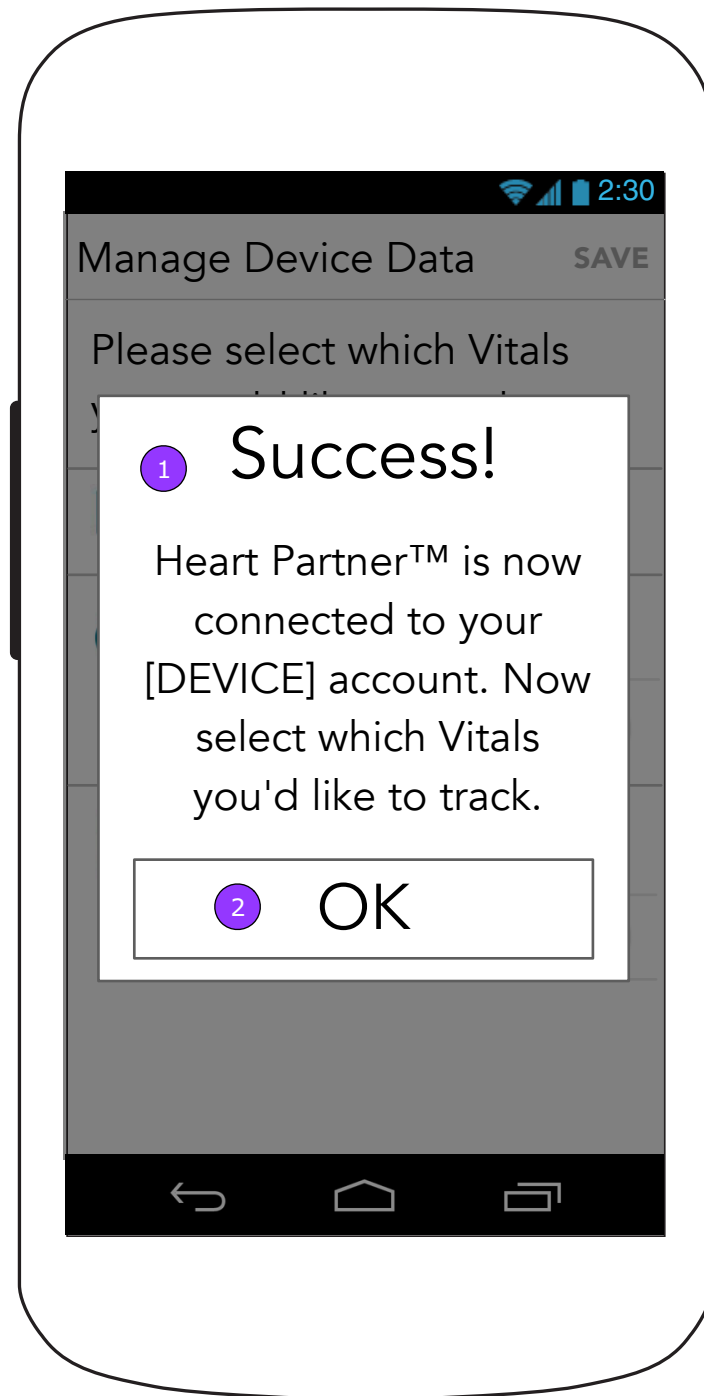 2:30
Manage Device Data SAVE
Please select which Vitals
1 Success!
Heart Partner™ is now
connected to your
[DEVICE] account. Now
select which Vitals
you'd like to track.
2 OK